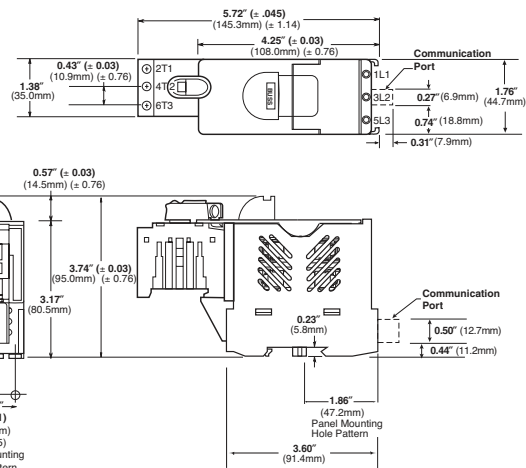 5.72" (± .045)
(145.3mm) (± 1.14)
4.25" (± 0.03)
(108.0mm) (± 0.76)
Communication
Port
0.43" (± 0.03)
(10.9mm) (± 0.76)
1.38"
(35.0mm)
2T1
4T2
6T3
BUSS
1L1
3L2
5L3
0.27" (6.9mm)
1.76"
(44.7mm)
0.74" (18.8mm)
0.31" (7.9mm)
0.57" (± 0.03)
(14.5mm) (± 0.76)
3.74" (± 0.03)
(95.0mm) (± 0.76)
3.17"
(80.5mm)
Communication
Port
0.23"
(5.8mm)
0.50" (12.7mm)
0.44" (11.2mm)
1.86"
(47.2mm)
Panel Mounting
Hole Pattern
3.60"
(91.4mm)